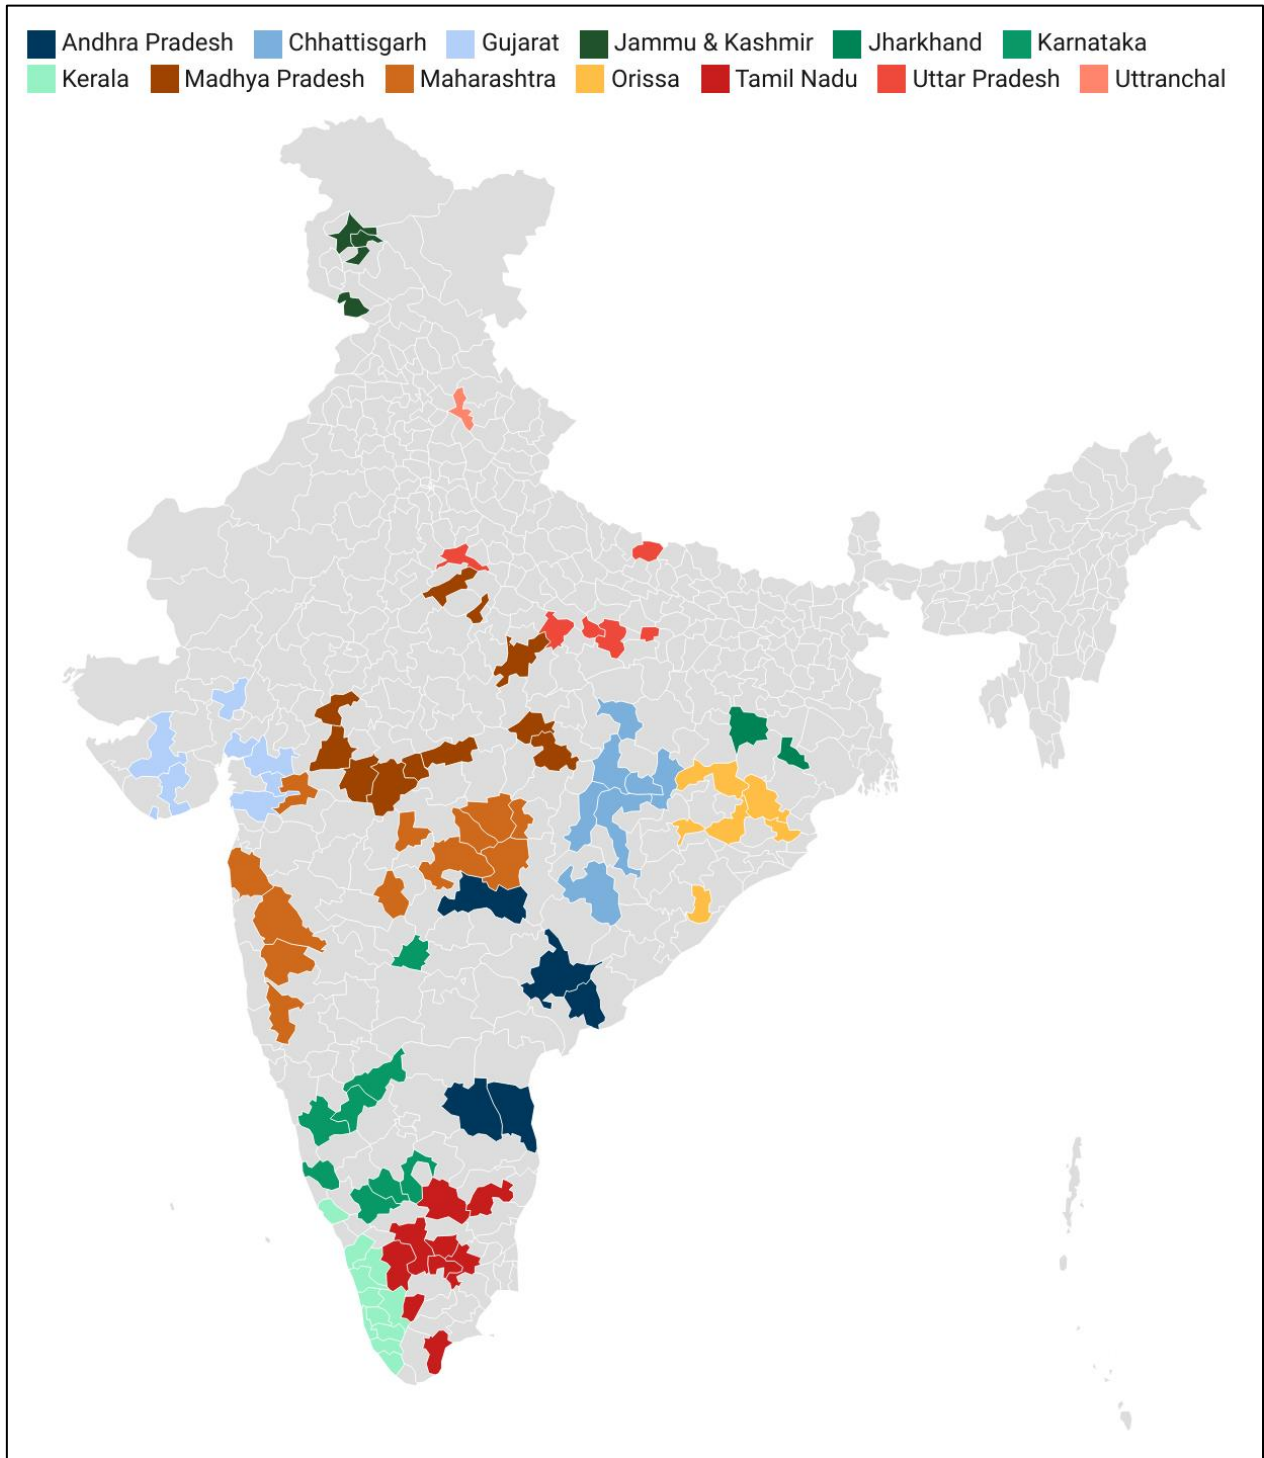 Andhra Pradesh Chhattisgarh Gujarat Jammu & Kashmir Jharkhand Karnataka
Kerala Madhya Pradesh Maharashtra Orissa Tamil Nadu Uttar Pradesh Uttranchal